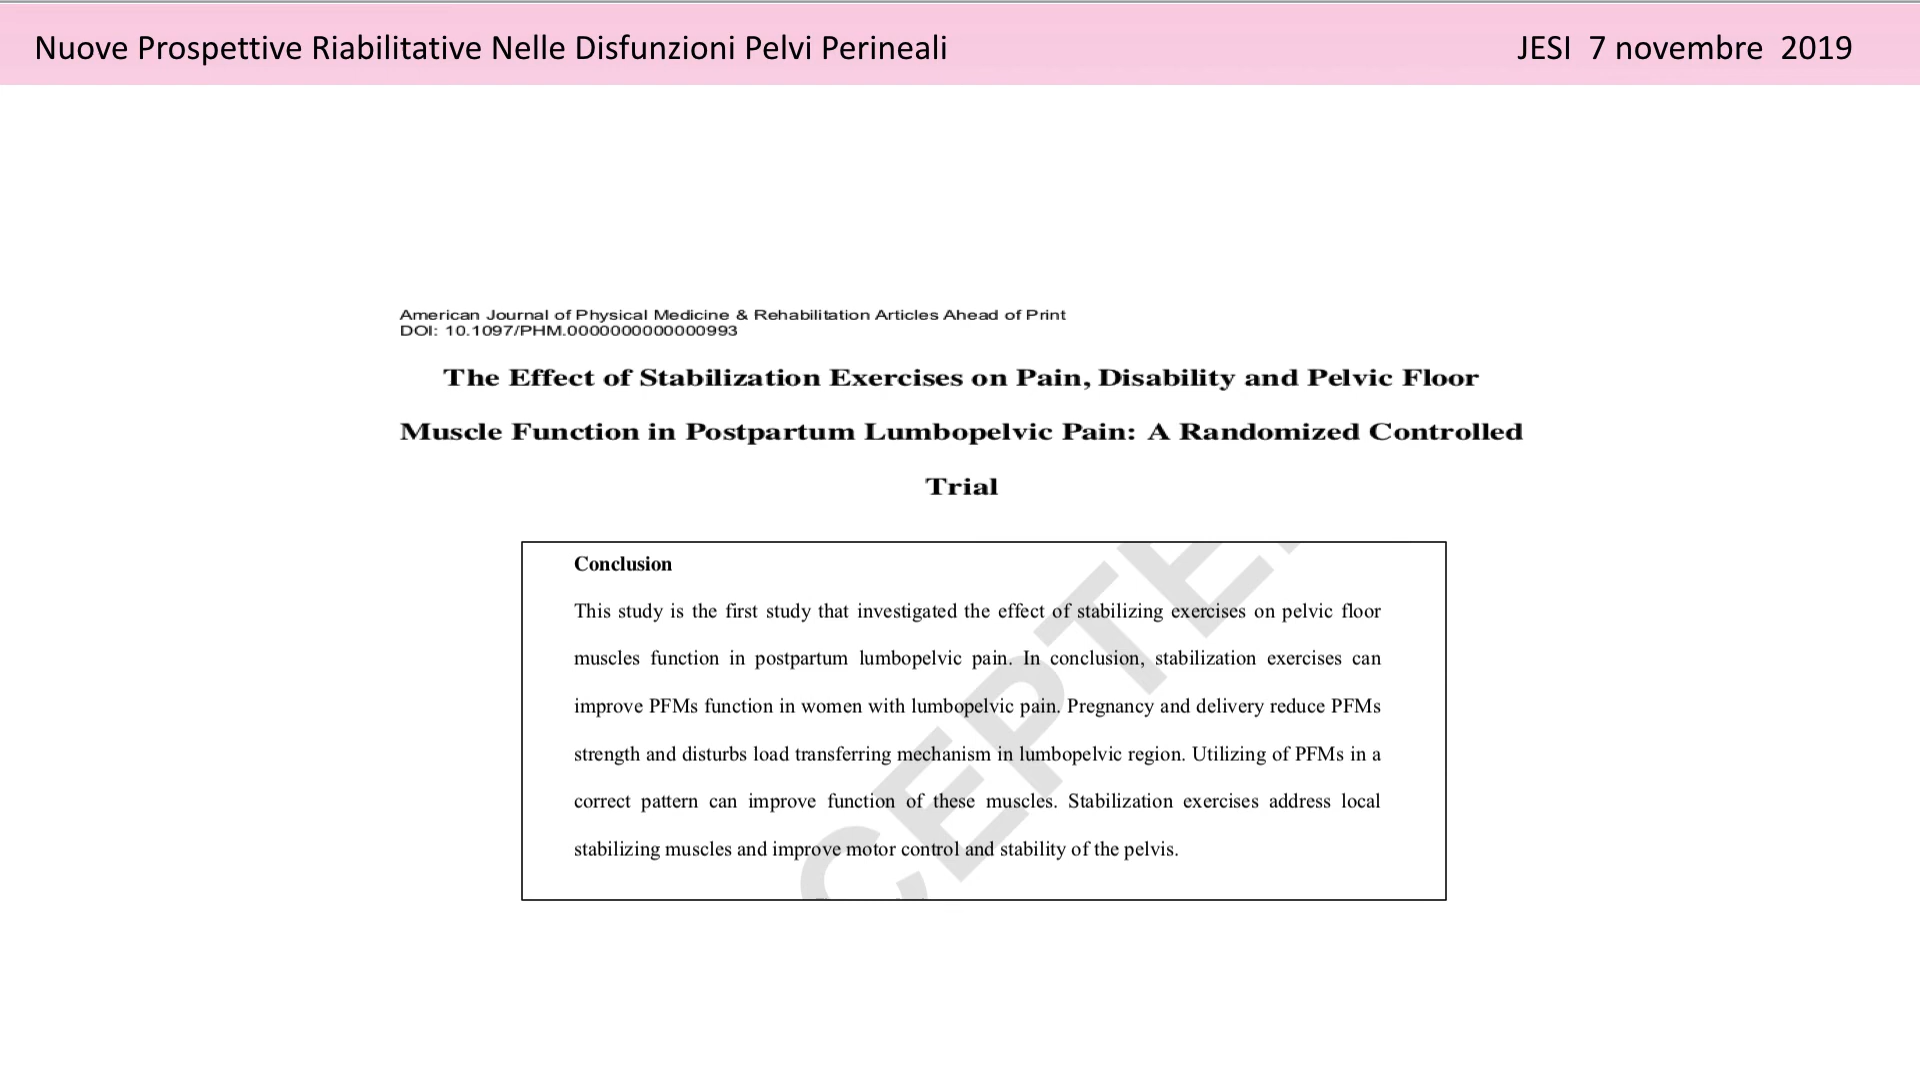 Nuove Prospettive Riabilitative Nelle Disfunzioni Pelvi Perineali JESI 7 novembre 2019
American Journal of Physical Medicine & Rehabilitation Articles Ahead of Print
DOI: 10.1097/PHM.0000000000000993
The Effect of Stabilization Exercises on Pain, Disability and Pelvic Floor
Muscle Function in Postpartum Lumbopelvic Pain: A Randomized Controlled
Trial
Conclusion
This study is the first study that investigated the effect of stabilizing exercises on pelvic floor
muscles function in postpartum lumbopelvic pain. In conclusion, stabilization exercises can
improve PFMs function in women with lumbopelvic pain. Pregnancy and delivery reduce PFMs
strength and disturbs load transferring mechanism in lumbopelvic region. Utilizing of PFMs in a
correct pattern can improve function of these muscles. Stabilization exercises address local
stabilizing muscles and improve motor control and stability of the pelvis.